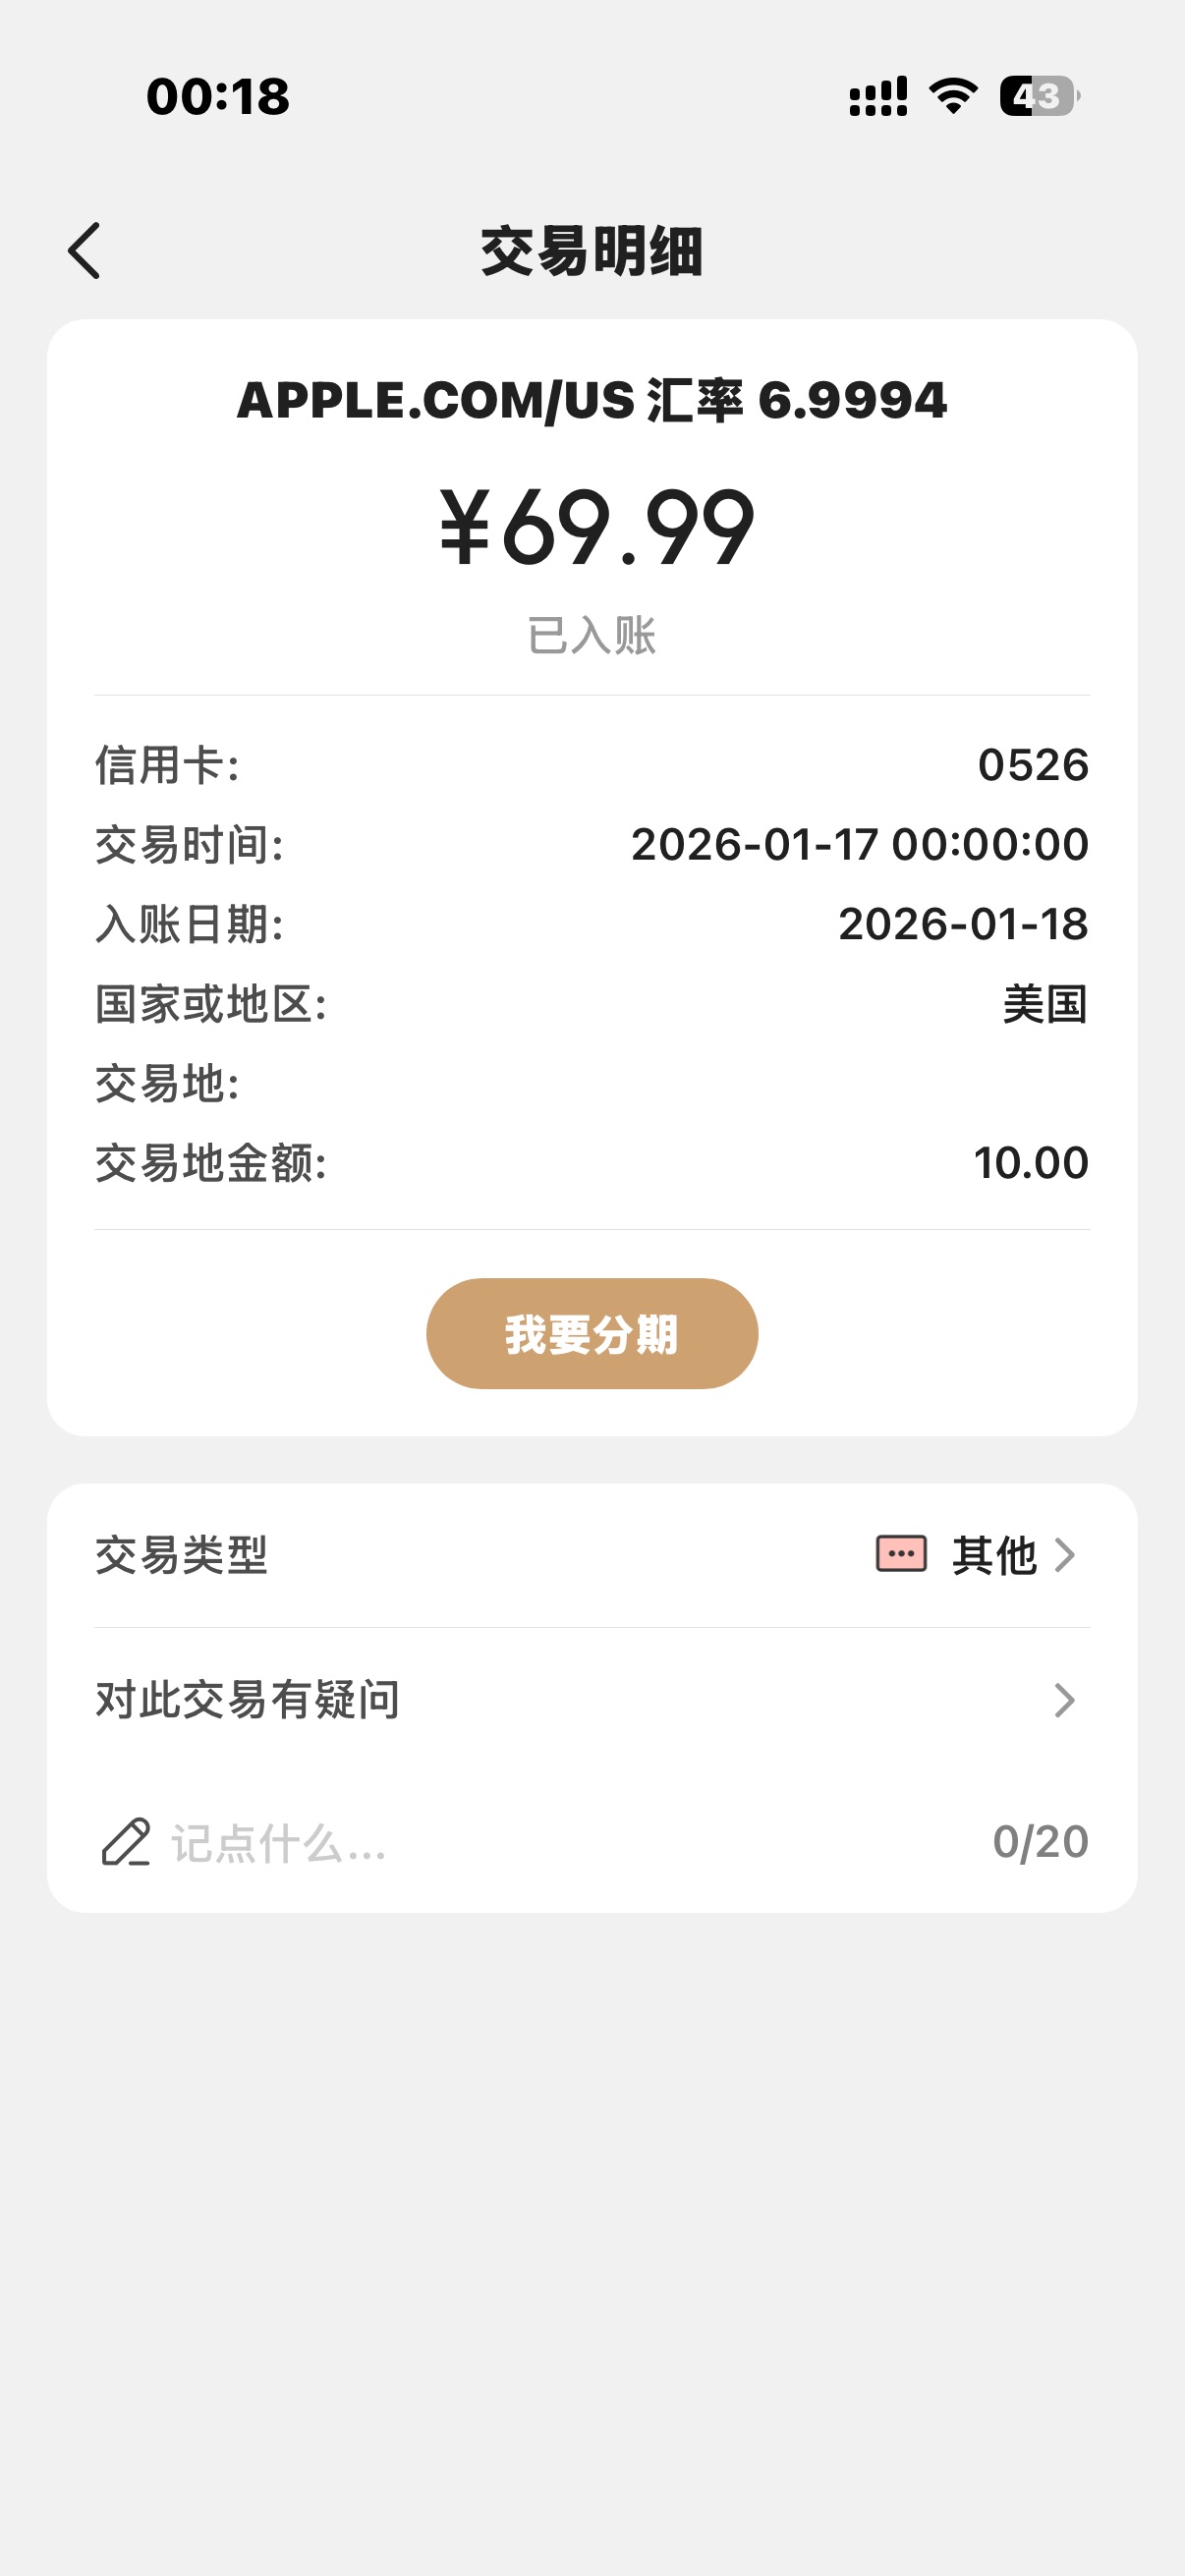 00:18
43
交易明细
APPLE.COM/US 汇率 6.9994
¥69.99
已入账
信用卡: 0526
交易时间: 2026-01-17 00:00:00
入账日期: 2026-01-18
国家或地区: 美国
交易地:
交易地金额: 10.00
我要分期
交易类型 其他
对此交易有疑问
记点什么... 0/20